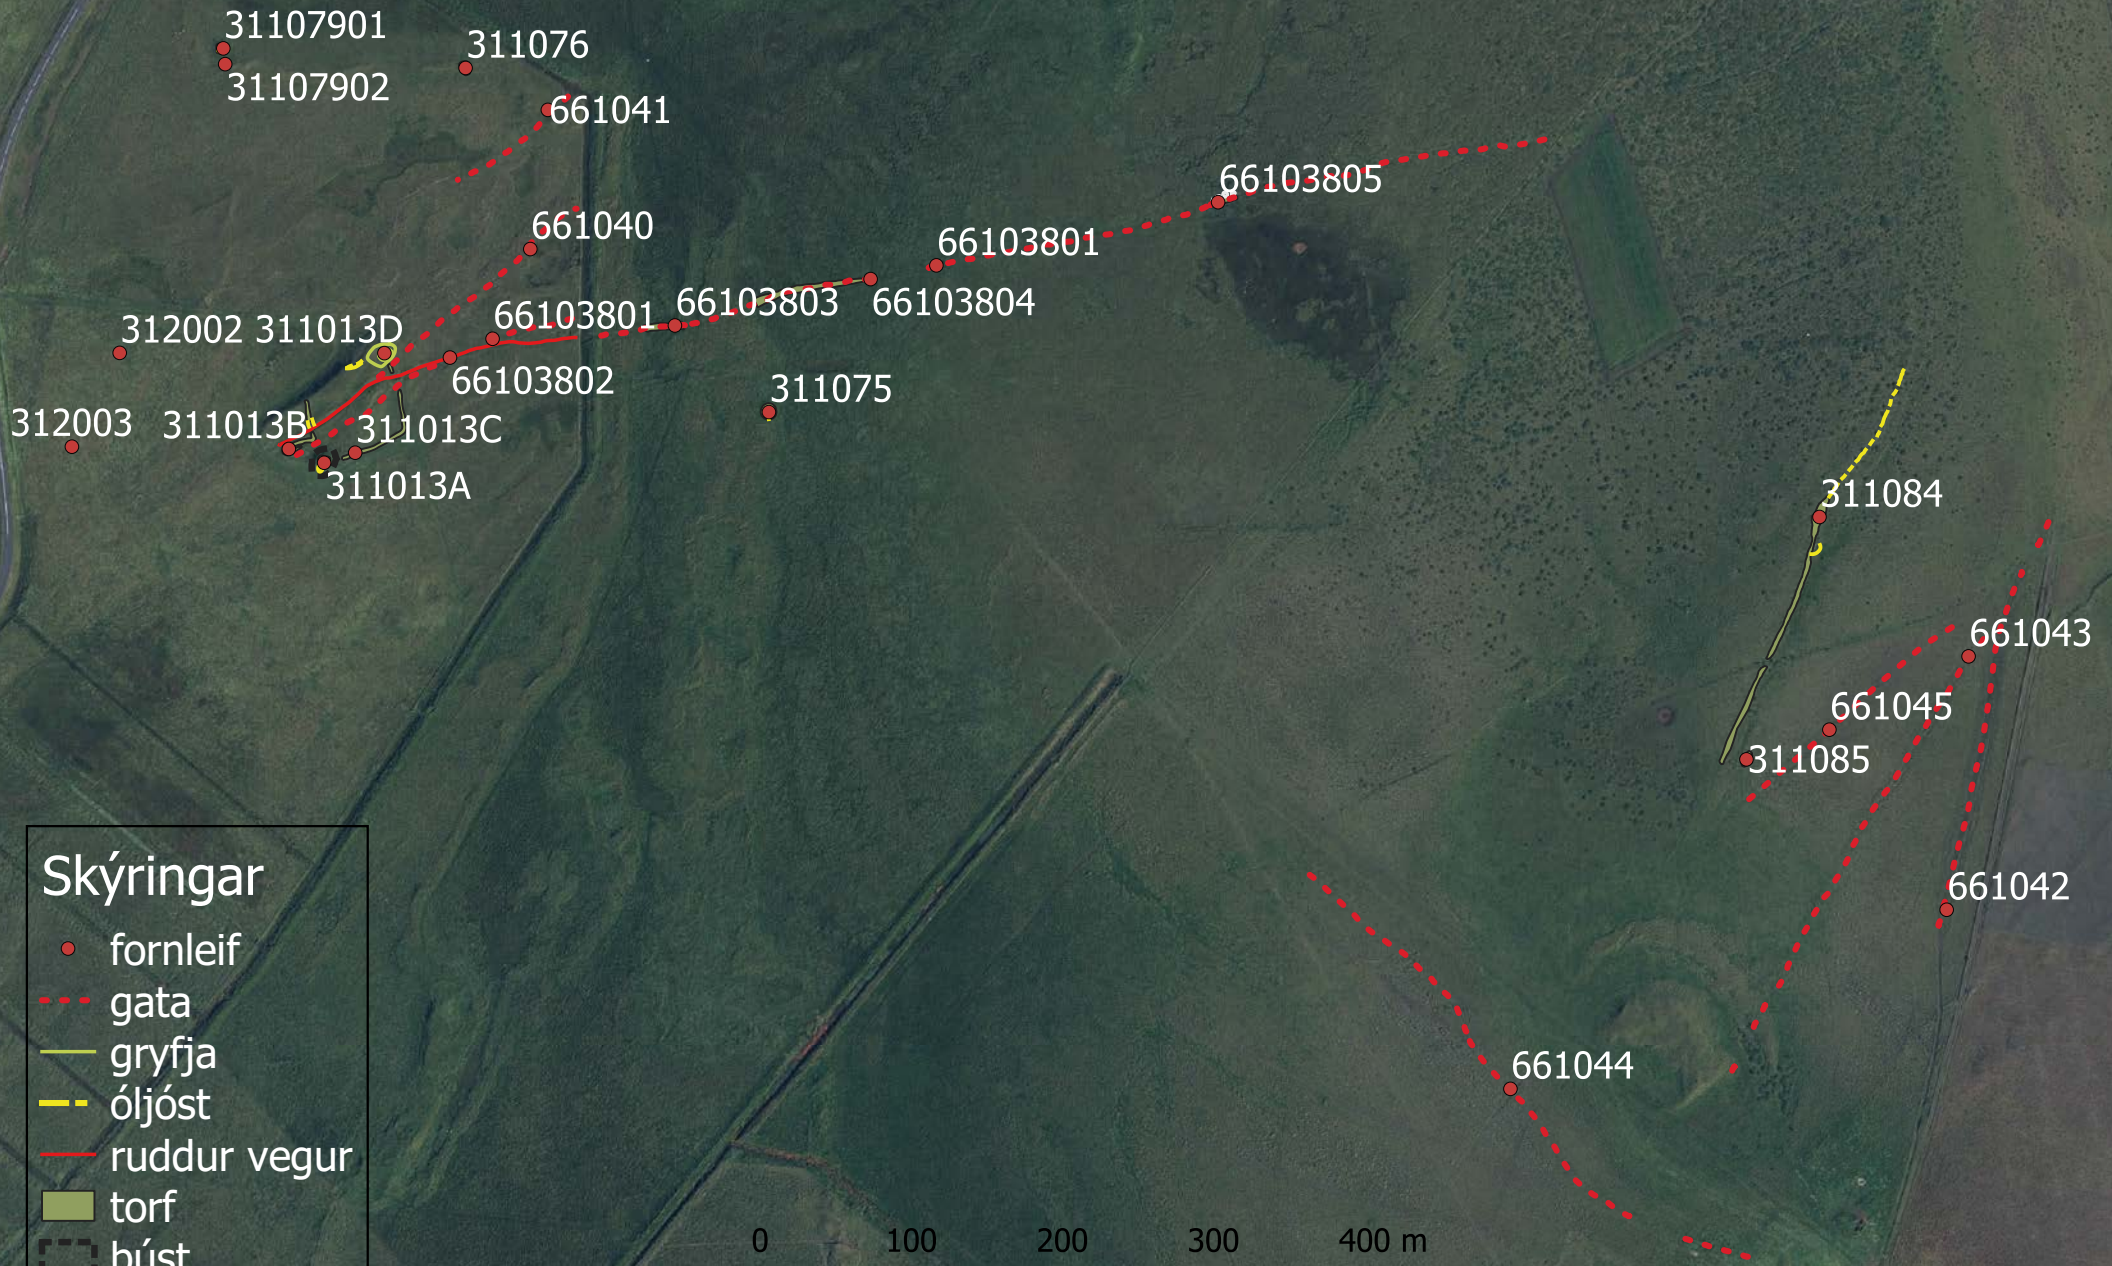 31107901
311076
31107902
661041
66103805
661040
66103801
66103801
66103803
66103804
312002
311013D
66103802
311075
312003
311013B
311013C
311013A
311084
661043
661045
311085
661042
661044
Skýringar
fornleif
gata
gryfja
óljóst
ruddur vegur
torf
þúst
0 100 200 300 400 m